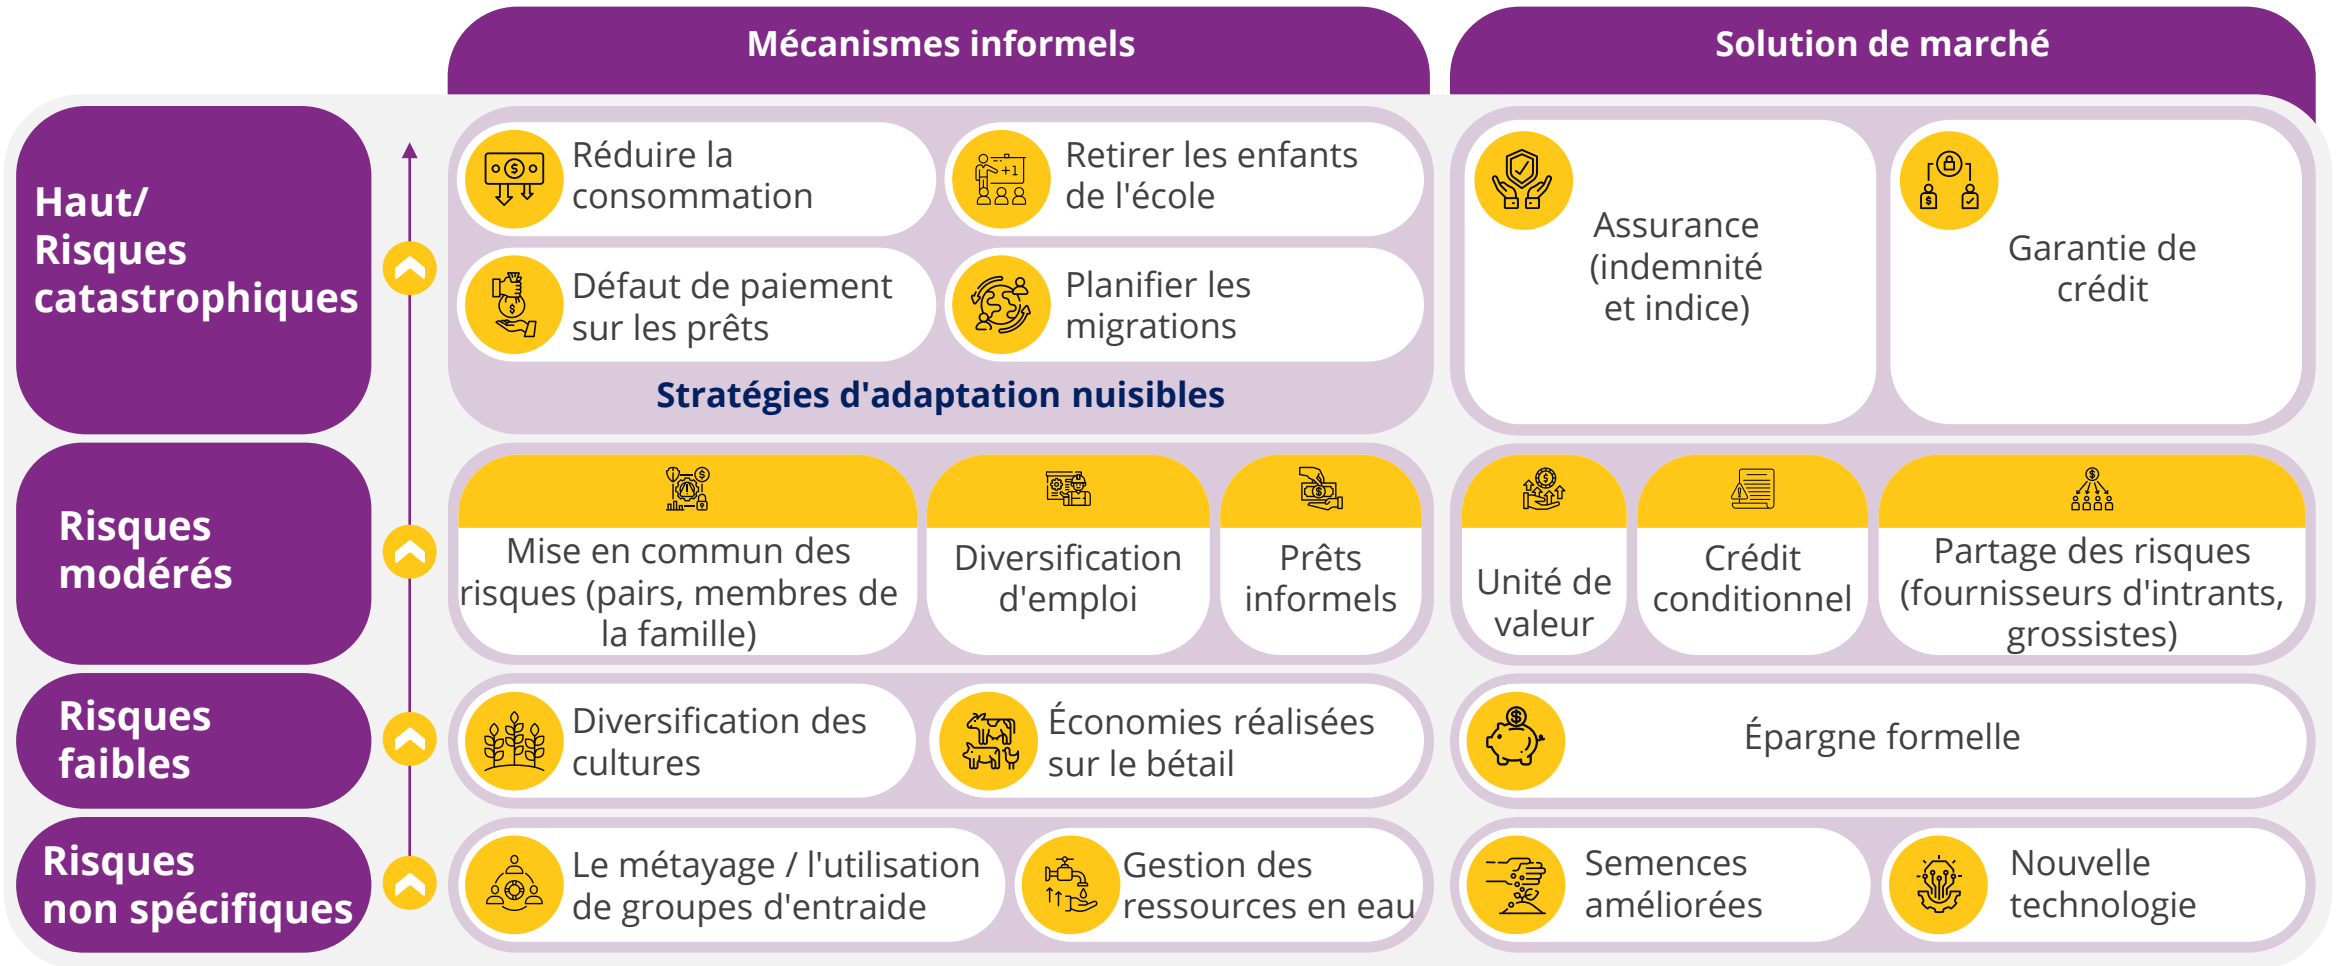 Mécanismes informels
Solution de marché
Haut/
Risques
catastrophiques
Réduire la
consommation
Retirer les enfants
de l'école
+1
Défaut de paiement
sur les prêts
Planifier les
migrations
Stratégies d'adaptation nuisibles
Assurance
(indemnité
et indice)
Garantie de
crédit
Risques
modérés
Mise en commun des
risques (pairs, membres de
la famille)
Diversification
d'emploi
Prêts
informels
Unité de
valeur
Crédit
conditionnel
Partage des risques
(fournisseurs d'intrants,
grossistes)
Risques
faibles
Diversification des
cultures
Économies réalisées
sur le bétail
Épargne formelle
Risques
non spécifiques
Le métayage / l'utilisation
de groupes d'entraide
Gestion des
ressources en eau
Semences
améliorées
Nouvelle
technologie